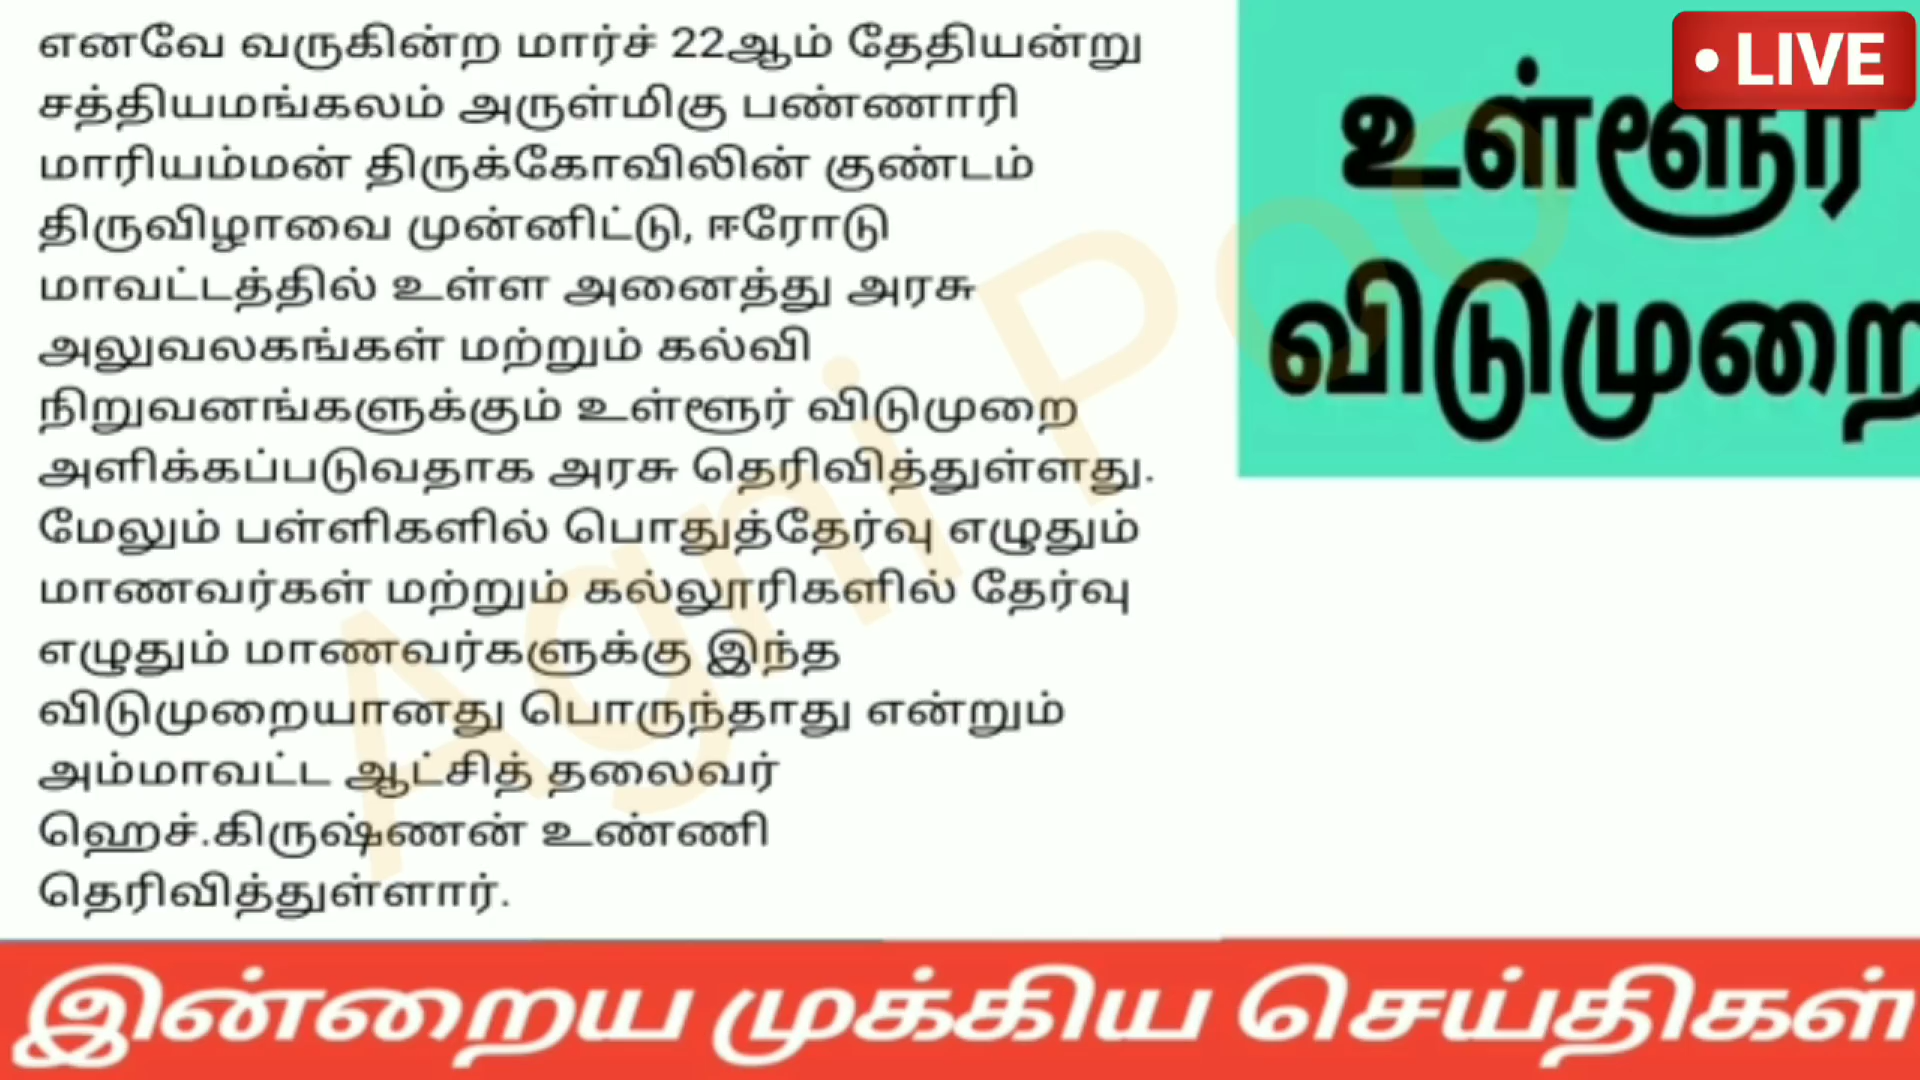 எனவே வருகின்ற மார்ச் 22ஆம் தேதியன்று
சத்தியமங்கலம் அருள்மிகு பண்ணாரி
மாரியம்மன் திருக்கோவிலின் குண்டம்
திருவிழாவை முன்னிட்டு, ஈரோடு
மாவட்டத்தில் உள்ள அனைத்து அரசு
அலுவலகங்கள் மற்றும் கல்வி
நிறுவனங்களுக்கும் உள்ளூர் விடுமுறை
அளிக்கப்படுவதாக அரசு தெரிவித்துள்ளது.
மேலும் பள்ளிகளில் பொதுத்தேர்வு எழுதும்
மாணவர்கள் மற்றும் கல்லூரிகளில் தேர்வு
எழுதும் மாணவர்களுக்கு இந்த
விடுமுறையானது பொருந்தாது என்றும்
அம்மாவட்ட ஆட்சித் தலைவர்
ஹெச்.கிருஷ்ணன் உண்ணி
தெரிவித்துள்ளார்.
• LIVE
உள்ளூர்
விடுமுறை
Agni Poo
இன்றைய முக்கிய செய்திகள்